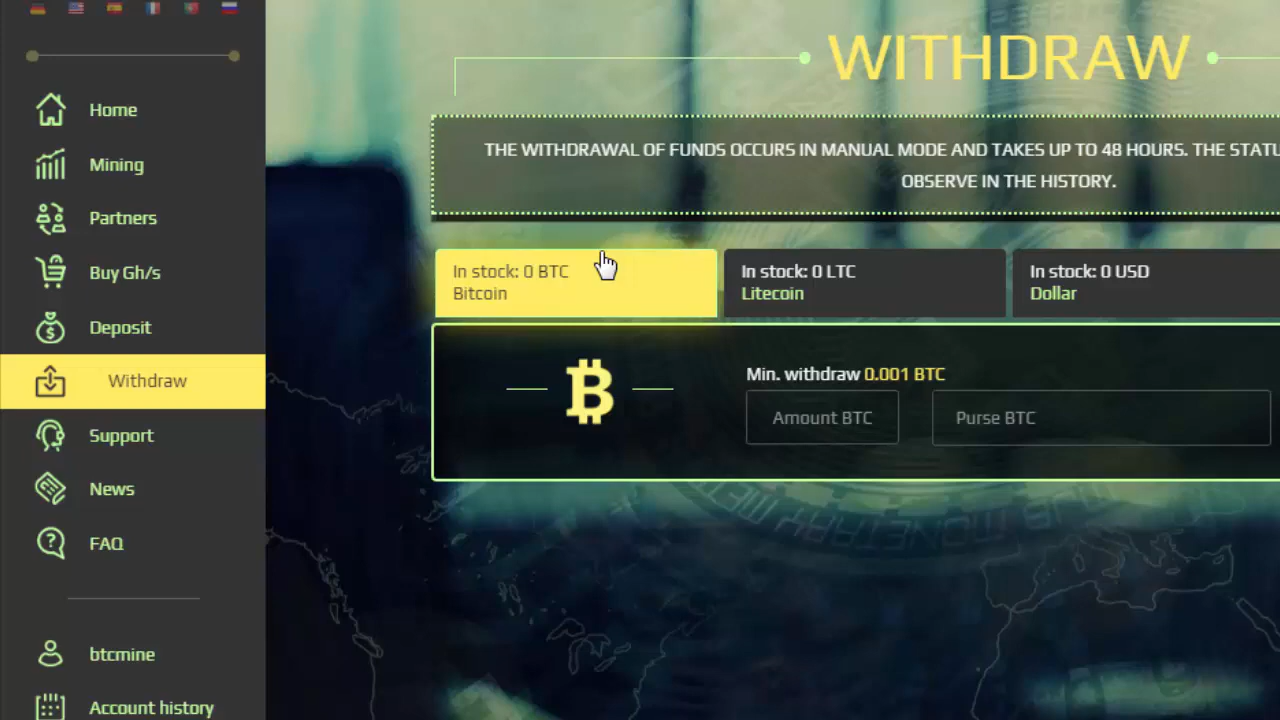 Home
Mining
Partners
Buy Gh/s
Deposit
Withdraw
Support
News
FAQ
btcmine
Account history
WITHDRAW
THE WITHDRAWAL OF FUNDS OCCURS IN MANUAL MODE AND TAKES UP TO 48 HOURS. THE STATU
OBSERVE IN THE HISTORY.
In stock: 0 BTC
Bitcoin
In stock: 0 LTC
Litecoin
In stock: 0 USD
Dollar
Min. withdraw 0.001 BTC
Amount BTC
Purse BTC